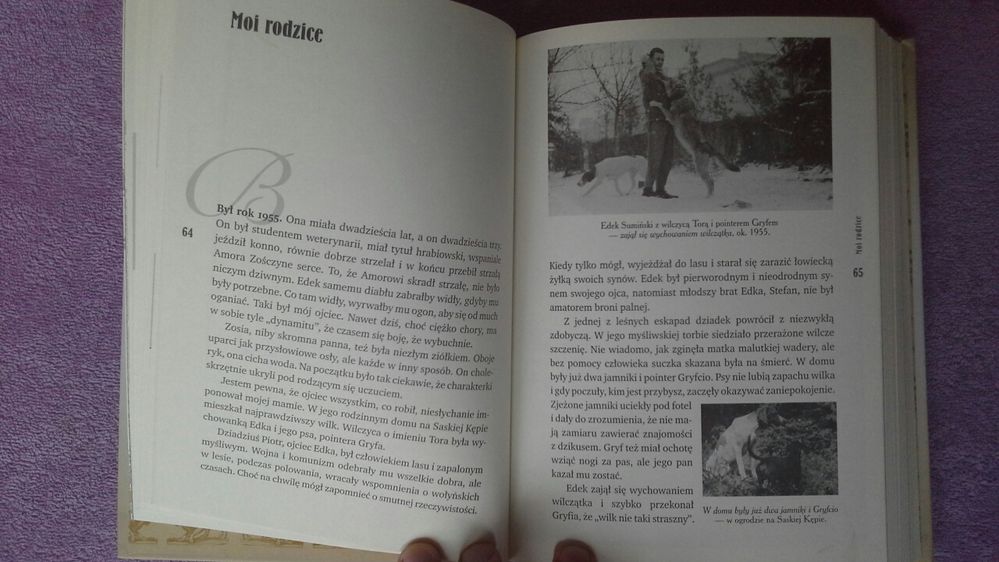 Moi rodzice
B
Był rok 1955. Ona miała dwadzieścia lat, a on dwadzieścia trzy.
On był studentem weterynarii, miał tytuł hrabiowski, wspaniale
jeździł konno, równie dobrze strzelał i w końcu przebił strzałą
Amora Zośczyne serce. To, że Amorowi skradł strzałę, nie było
niczym dziwnym. Edek samemu diabłu zabrałby widły, gdyby mu
były potrzebne. Co tam widły, wyrwałby mu ogon, aby się od much
oganiać. Taki był mój ojciec. Nawet dziś, choć ciężko chory, ma
w sobie tyle „dynamitu”, że czasem się boję, że wybuchnie.
Zosia, niby skromna panna, też była niezłym ziółkiem. Oboje
uparci jak przysłowiowe osły, ale każde w inny sposób. On chole-
ryk, ona cicha woda. Na początku było tak ciekawie, że charakterki
skrzętnie ukryli pod rodzącym się uczuciem.
Jestem pewna, że ojciec wszystkim, co robił, niesłychanie im-
ponował mojej mamie. W jego rodzinnym domu na Saskiej Kępie
mieszkał najprawdziwszy wilk. Wilczyca o imieniu Tora była wy-
chowanką Edka i jego psa, pointera Gryfa.
Dziadziuś Piotr, ojciec Edka, był człowiekiem lasu i zapalonym
myśliwym. Wojna i komunizm odebrały mu wszelkie dobra, ale
w lesie, podczas polowania, wracały wspomnienia o wołyńskich
czasach. Choć na chwilę mógł zapomnieć o smutnej rzeczywistości.
64
Edek Sumiński z wilczycą Torą i pointerem Gryfem
— zajął się wychowaniem wilczątka, ok. 1955.
Moi rodzice
65
Kiedy tylko mógł, wyjeżdżał do lasu i starał się zarazić łowiecką
żyłką swoich synów. Edek był pierworodnym i nieodrodnym sy-
nem swojego ojca, natomiast młodszy brat Edka, Stefan, nie był
amatorem broni palnej.
Z jednej z leśnych eskapad dziadek powrócił z niezwykłą
zdobyczą. W jego myśliwskiej torbie siedziało przerażone wilcze
szczenię. Nie wiadomo, jak zginęła matka malutkiej wadery, ale
bez pomocy człowieka suczka skazana była na śmierć. W domu
były już dwa jamniki i pointer Gryfcio. Psy nie lubią zapachu wilka
i gdy poczuły, kim jest przybysz, zaczęły okazywać zaniepokojenie.
Zjeżone jamniki uciekły pod fotel
i dały do zrozumienia, że nie ma-
ją zamiaru zawierać znajomości
z dzikusem. Gryf też miał ochotę
wziąć nogi za pas, ale jego pan
kazał mu zostać.
Edek zajął się wychowaniem
wilczątka i szybko przekonał
Gryfia, że „wilk nie taki straszny”.
W domu były już dwa jamniki i Gryfcio
— w ogrodzie na Saskiej Kępie.